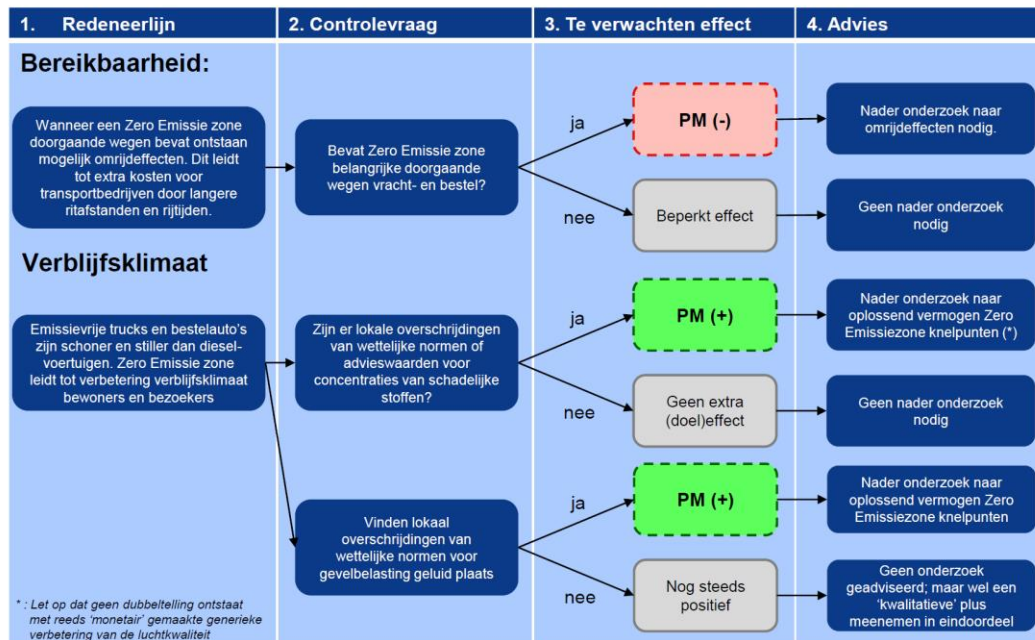 1. Redeneerlijn
2. Controlevraag
3. Te verwachten effect
4. Advies
Bereikbaarheid:
Wanneer een Zero Emissie zone
doorgaande wegen bevat ontstaan
mogelijk omrijdeffecten. Dit leidt
tot extra kosten voor
transportbedrijven door langere
ritafstanden en rijtijden.
Bevat Zero Emissie zone
belangrijke doorgaande
wegen vracht- en bestel?
ja
PM (-)
Nader onderzoek naar
omrijdeffecten nodig.
nee
Beperkt effect
Geen nader onderzoek
nodig
Verblijfsklimaat
Emissievrije trucks en bestelauto's
zijn schoner en stiller dan diesel-
voertuigen. Zero Emissie zone
leidt tot verbetering verblijfsklimaat
bewoners en bezoekers
Zijn er lokale overschrijdingen
van wettelijke normen of
advieswaarden voor
concentraties van schadelijke
stoffen?
ja
PM (+)
Nader onderzoek naar
oplossend vermogen Zero
Emissiezone knelpunten (*)
nee
Geen extra
(doel)effect
Geen nader onderzoek
nodig
Vinden lokaal
overschrijdingen van
wettelijke normen voor
gevelbelasting geluid plaats
ja
PM (+)
Nader onderzoek naar
oplossend vermogen Zero
Emissiezone knelpunten
nee
Nog steeds
positief
Geen onderzoek
geadviseerd; maar wel een
'kwalitatieve' plus
meenemen in eindoordeel
* : Let op dat geen dubbeltelling ontstaat
met reeds 'monetair' gemaakte generieke
verbetering van de luchtkwaliteit